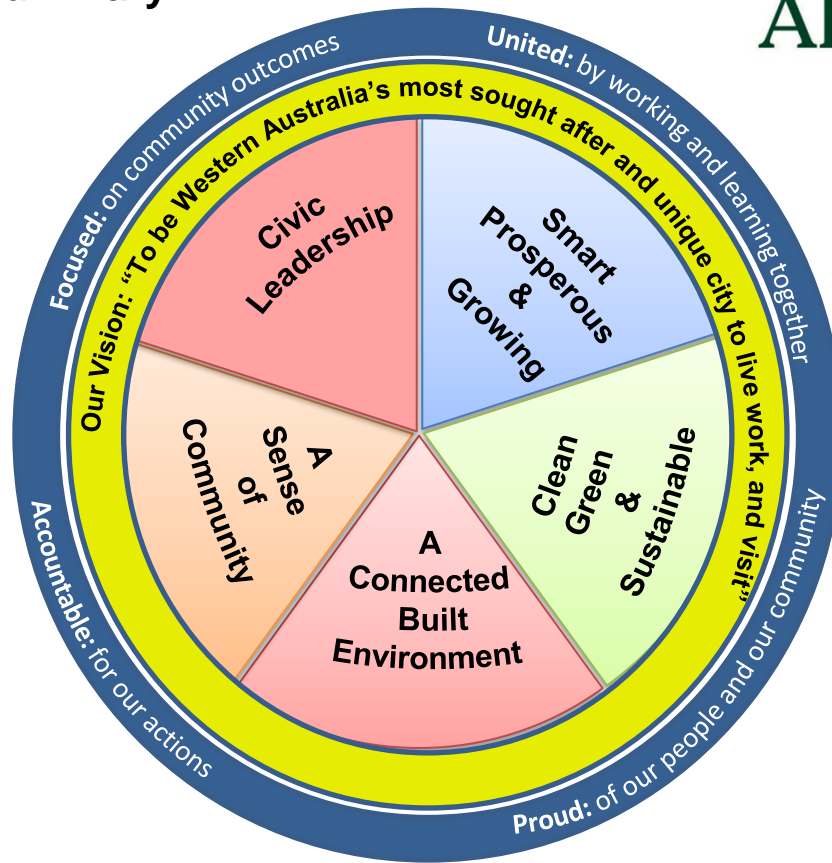 Focused: on community outcomes
United: by working and learning together
Our Vision: “To be Western Australia’s most sought after and unique city to live work, and visit”
Civic
Leadership
Smart
Prosperous
&
Growing
Clean
Green
&
Sustainable
A
Connected
Built
Environment
A
Sense
of
Community
Accountable: for our actions
Proud: of our people and our community